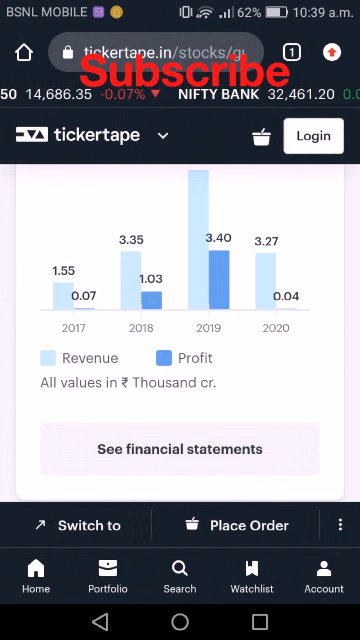 BSNL MOBILE 62% 10:39 a.m.
tickertape.in/stocks/gu 1
Subscribe
50 14,686.35 -0.07% ▼ NIFTY BANK 32,461.20 0.0
tickertape Login
3.35 3.40 3.27
1.55 1.03
0.07 0.04
2017 2018 2019 2020
Revenue Profit
All values in ₹ Thousand cr.
See financial statements
Switch to Place Order
Home Portfolio Search Watchlist Account